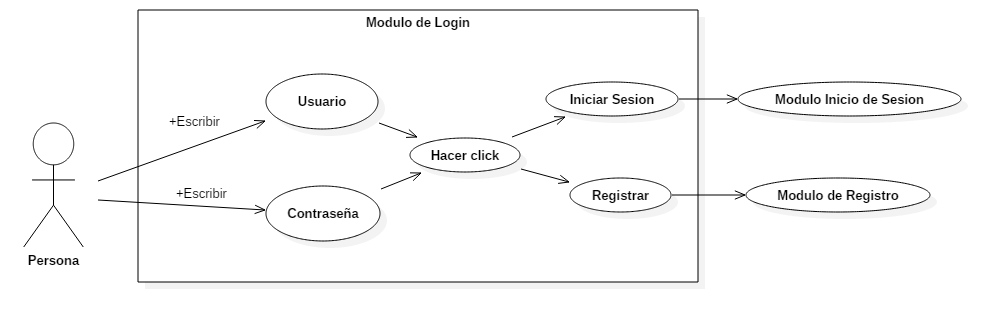 Modulo de Login
Usuario
Iniciar Sesion
Modulo Inicio de Sesion
+Escribir
Hacer click
+Escribir
Contraseña
Registrar
Modulo de Registro
Persona